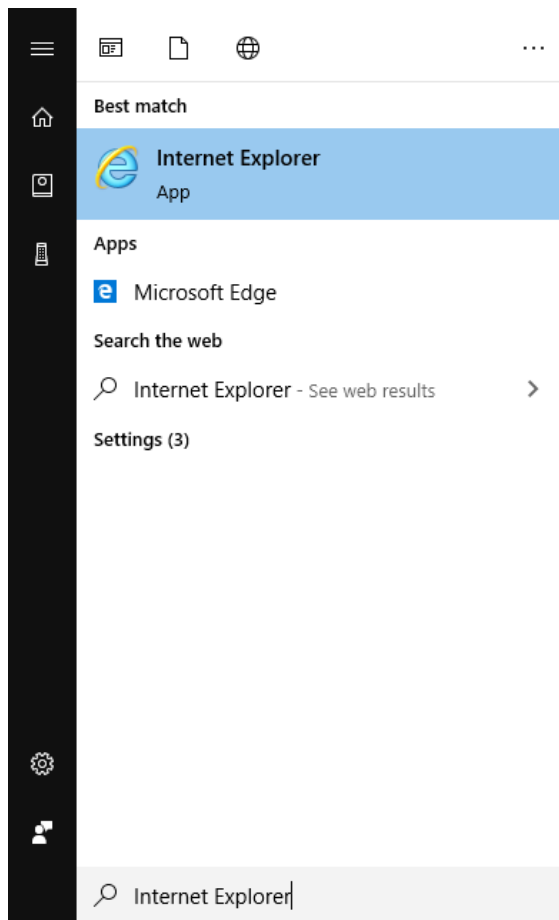 Best match
Internet Explorer
App
Apps
Microsoft Edge
Search the web
Internet Explorer - See web results
Settings (3)
Internet Explorer